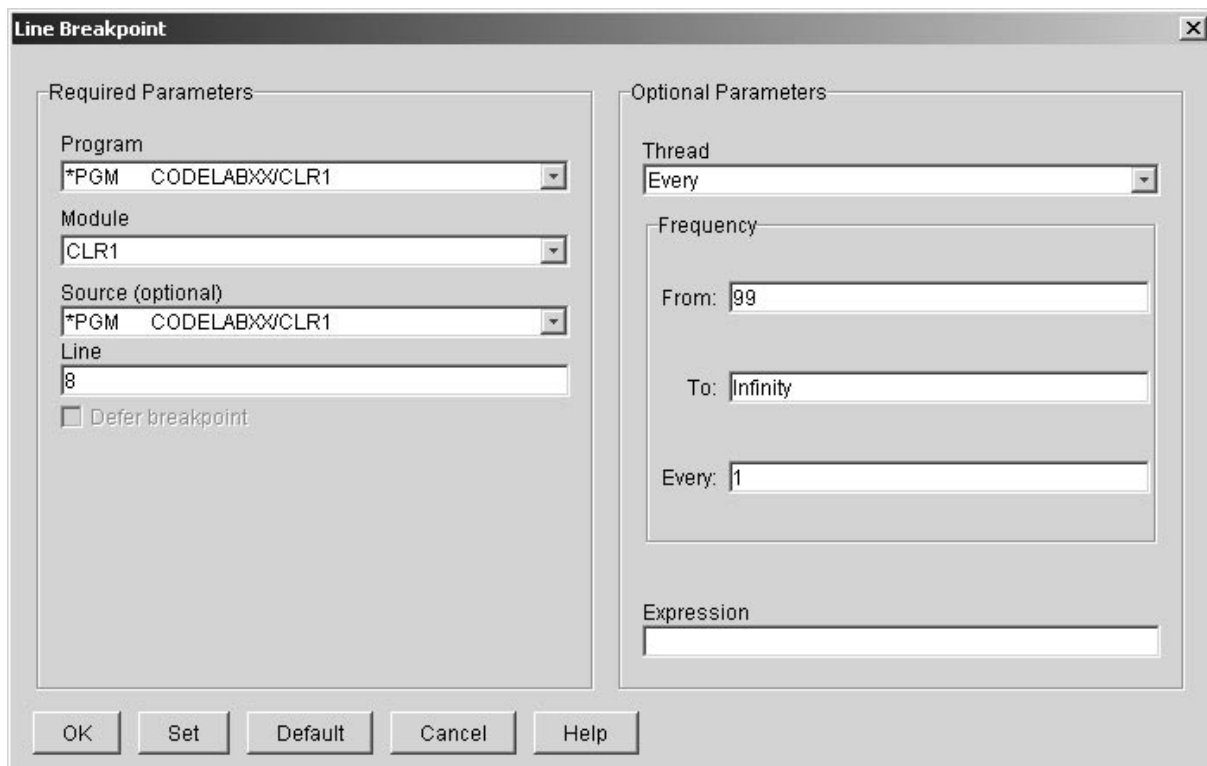 Line Breakpoint
Required Parameters
Program
*PGM CODELABXX/CLR1
Module
CLR1
Source (optional)
*PGM CODELABXX/CLR1
Line
8
Defer breakpoint
Optional Parameters
Thread
Every
Frequency
From: 99
To: Infinity
Every: 1
Expression
OK Set Default Cancel Help